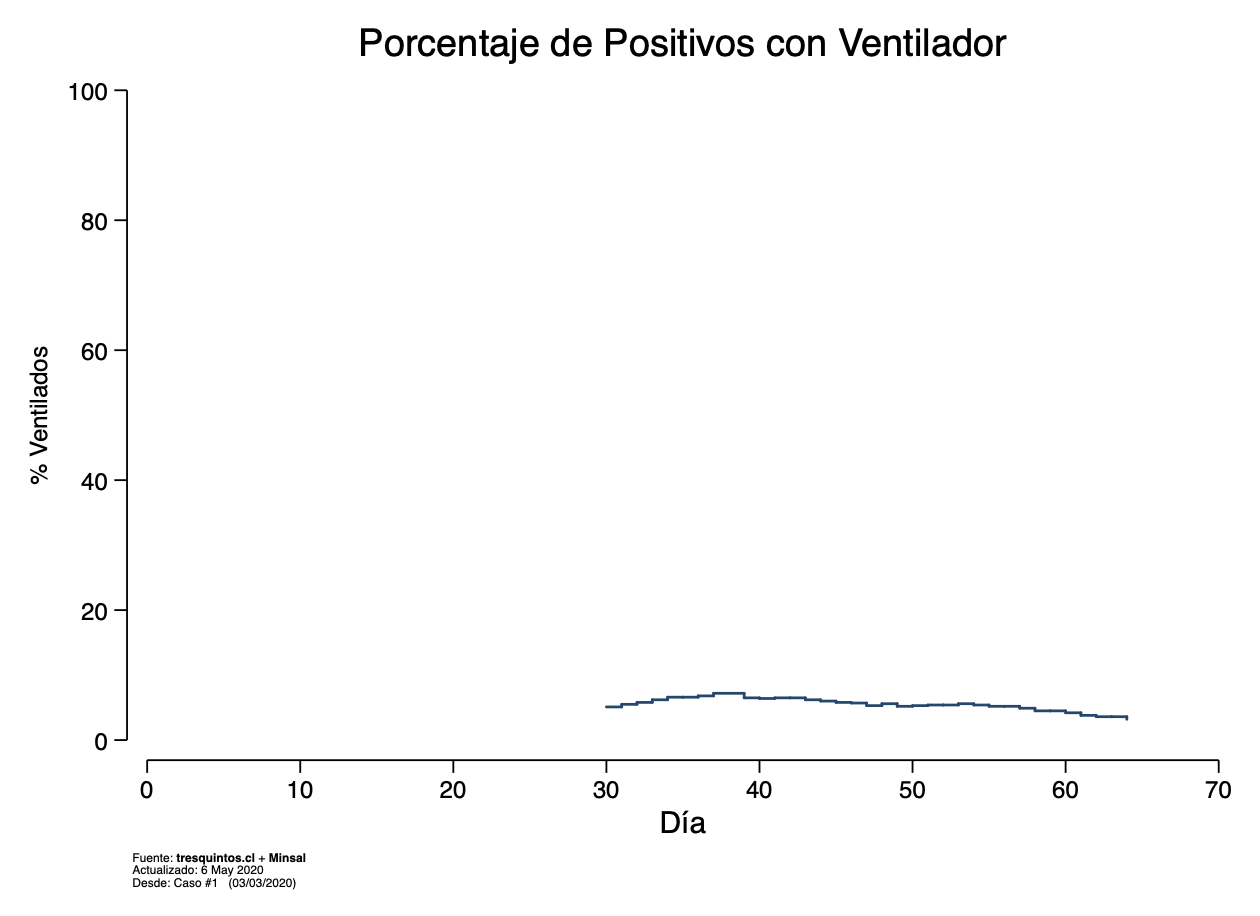 Porcentaje de Positivos con Ventilador
100
80
60
40
20
0
% Ventilados
0 10 20 30 40 50 60 70
Día
Fuente: tresquintos.cl + Minsal
Actualizado: 6 May 2020
Desde: Caso #1 (03/03/2020)